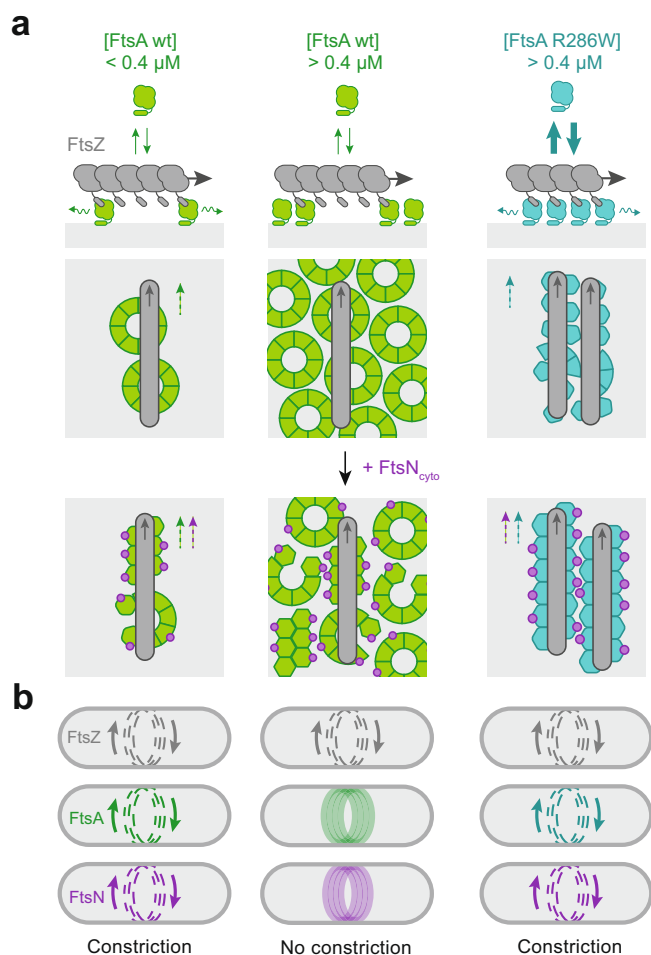 a
[FtsA wt]
< 0.4 µM
[FtsA wt]
> 0.4 µM
[FtsA R286W]
> 0.4 µM
FtsZ
+ FtsNcyto
b
FtsZ
FtsA
FtsN
Constriction
No constriction
Constriction